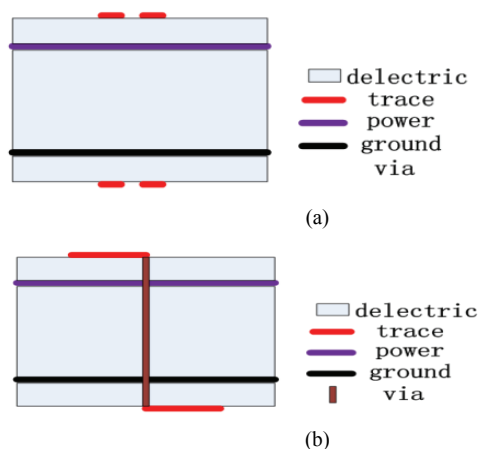 delectric
trace
power
ground
via
(a)
delectric
trace
power
ground
via
(b)